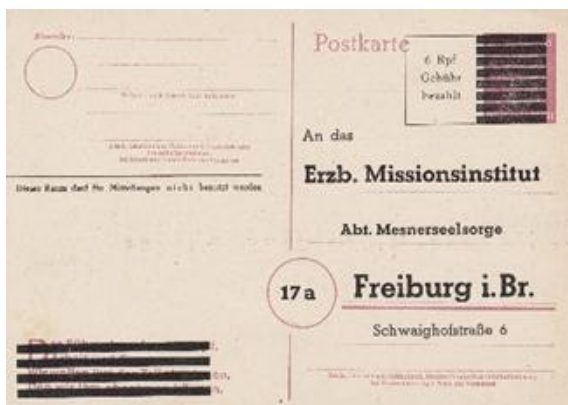 Absender:
Postkarte
6 Rpf
Gebühr
bezahlt
An das
Erzb. Missionsinstitut
Dieser Raum darf für Mitteilungen nicht benutzt werden
Abt. Mesnerseelsorge
17a
Freiburg i.Br.
Schwaighofstraße 6